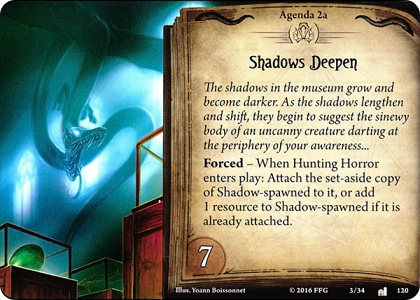 Agenda 2a
Shadows Deepen
The shadows in the museum grow and
become darker. As the shadows lengthen
and shift, they begin to suggest the sinewy
body of an uncanny creature darting at
the periphery of your awareness...
Forced – When Hunting Horror
enters play: Attach the set-aside copy
of Shadow-spawned to it, or add
1 resource to Shadow-spawned if it is
already attached.
7
Illus. Yoann Boissonnet
© 2016 FFG
3/34
120